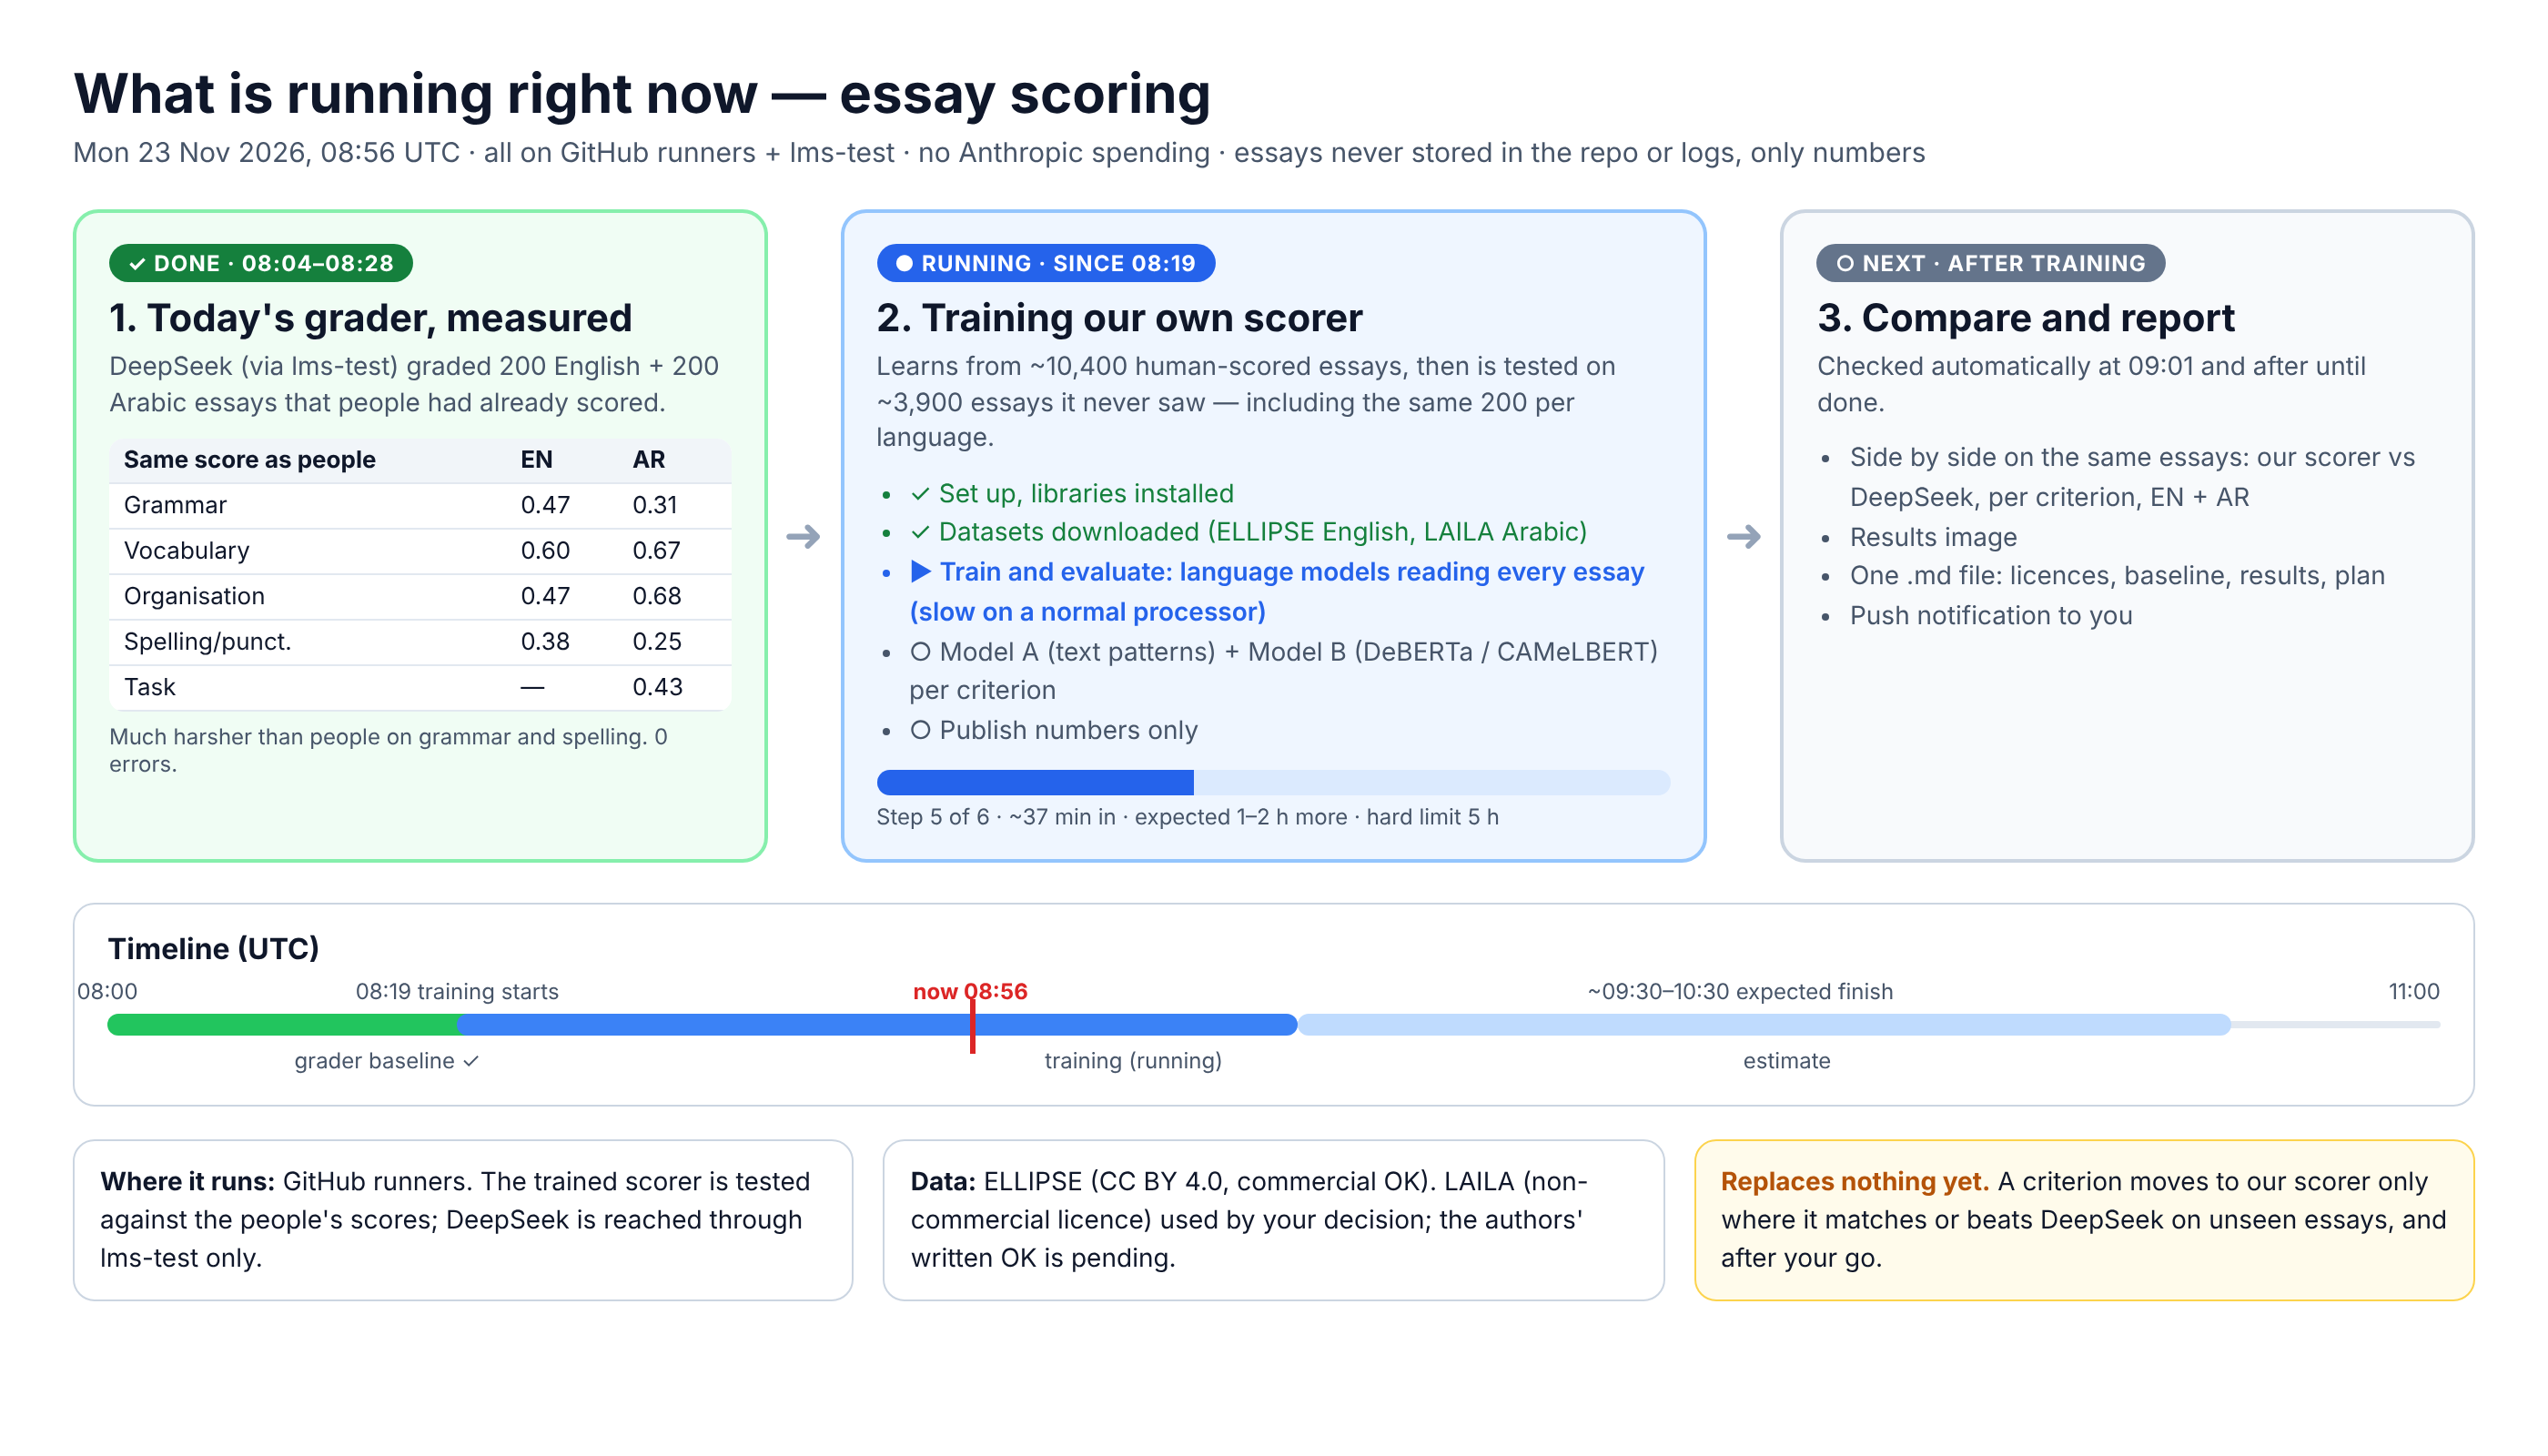 What is running right now — essay scoring
Mon 23 Nov 2026, 08:56 UTC · all on GitHub runners + lms-test · no Anthropic spending · essays never stored in the repo or logs, only numbers
✓ DONE · 08:04–08:28
1. Today's grader, measured
DeepSeek (via lms-test) graded 200 English + 200
Arabic essays that people had already scored.
Same score as people EN AR
Grammar 0.47 0.31
Vocabulary 0.60 0.67
Organisation 0.47 0.68
Spelling/punct. 0.38 0.25
Task — 0.43
Much harsher than people on grammar and spelling. 0
errors.
➜
● RUNNING · SINCE 08:19
2. Training our own scorer
Learns from ~10,400 human-scored essays, then is tested on
~3,900 essays it never saw — including the same 200 per
language.
• ✓ Set up, libraries installed
• ✓ Datasets downloaded (ELLIPSE English, LAILA Arabic)
• ▶ Train and evaluate: language models reading every essay
(slow on a normal processor)
• ○ Model A (text patterns) + Model B (DeBERTa / CAMeLBERT)
per criterion
• ○ Publish numbers only
Step 5 of 6 · ~37 min in · expected 1–2 h more · hard limit 5 h
➜
○ NEXT · AFTER TRAINING
3. Compare and report
Checked automatically at 09:01 and after until
done.
• Side by side on the same essays: our scorer vs
DeepSeek, per criterion, EN + AR
• Results image
• One .md file: licences, baseline, results, plan
• Push notification to you
Timeline (UTC)
08:00 08:19 training starts now 08:56 ~09:30–10:30 expected finish 11:00
grader baseline ✓ training (running) estimate
Where it runs: GitHub runners. The trained scorer is tested
against the people's scores; DeepSeek is reached through
lms-test only.
Data: ELLIPSE (CC BY 4.0, commercial OK). LAILA (non-
commercial licence) used by your decision; the authors'
written OK is pending.
Replaces nothing yet. A criterion moves to our scorer only
where it matches or beats DeepSeek on unseen essays, and
after your go.